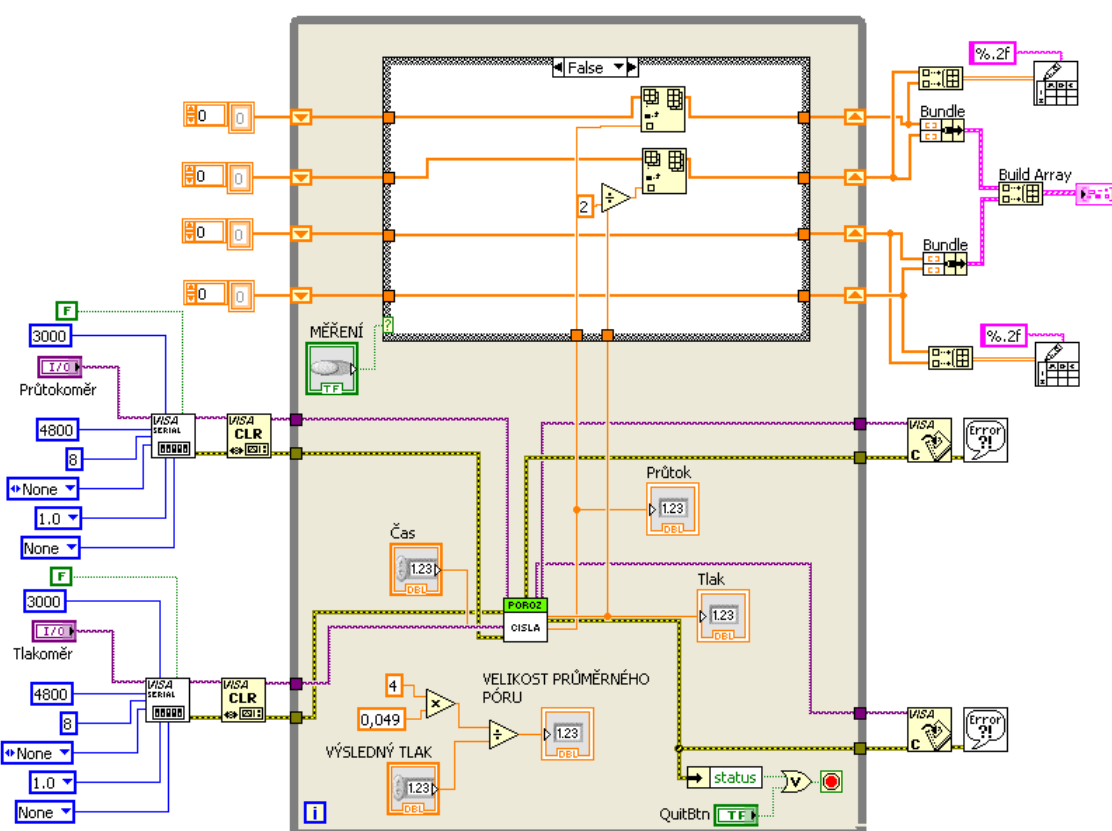 %.2f
False
0
0
Bundle
0
0
Build Array
2
0
0
Bundle
0
0
F
MĚŘENÍ
TF
?
%.2f
3000
I/O
Průtokoměr
4800
VISA
SERIAL
VISA
CLR
8
None
1.0
None
VISA
C
Error
?!
Průtok
1.23
DBL
Čas
1.23
DBL
F
3000
I/O
Tlakoměr
POROZ
CISLA
Tlak
1.23
DBL
4800
VISA
SERIAL
VISA
CLR
8
None
1.0
None
4
0,049
VELIKOST PRŮMĚRNÉHO
PÓRU
1.23
DBL
VÝSLEDNÝ TLAK
1.23
DBL
VISA
C
Error
?!
status
QuitBtn
TF
i